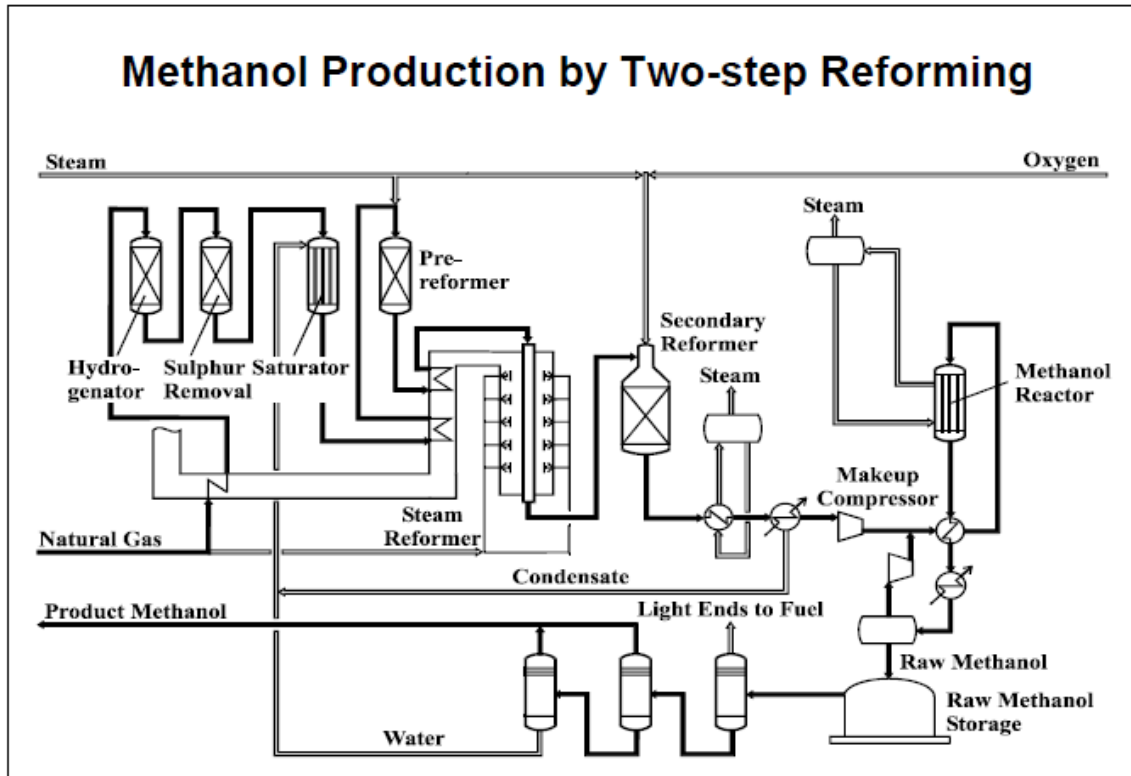 Methanol Production by Two-step Reforming
Steam
Oxygen
Steam
Pre-
reformer
Secondary
Reformer
Hydro-
genator
Sulphur
Removal
Saturator
Steam
Methanol
Reactor
Makeup
Compressor
Steam
Reformer
Natural Gas
Condensate
Product Methanol
Light Ends to Fuel
Raw Methanol
Raw Methanol
Storage
Water